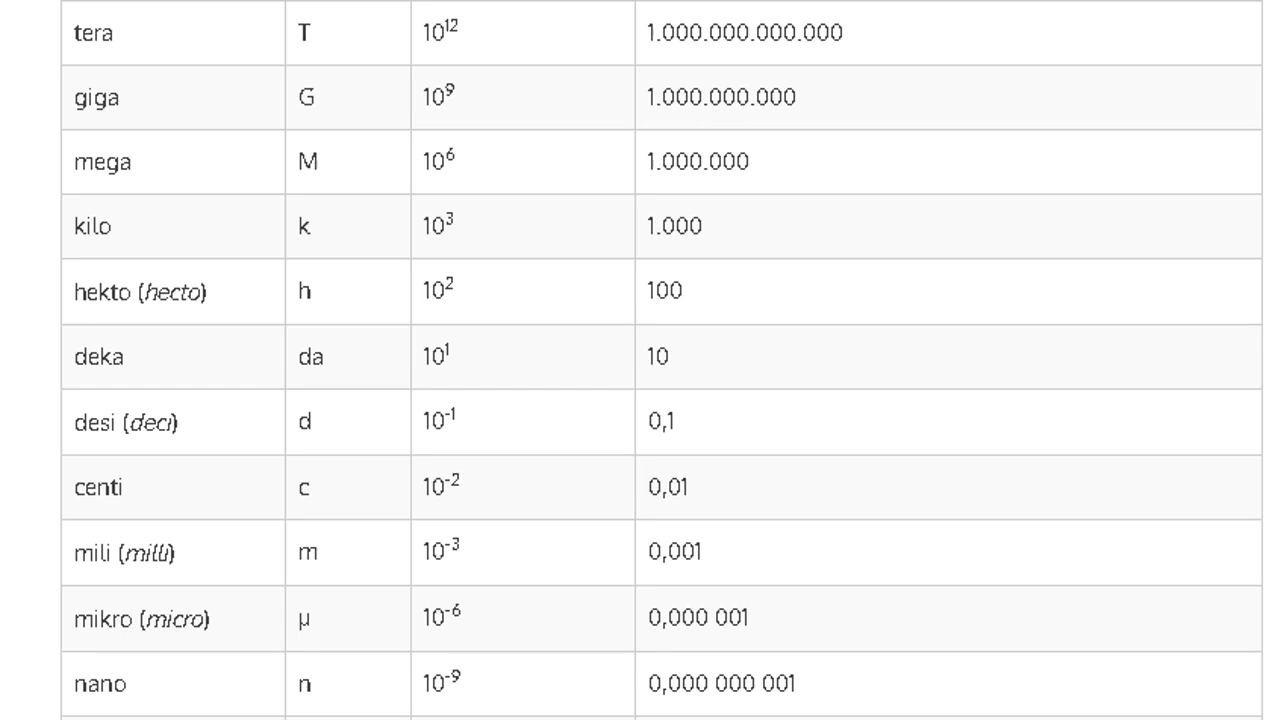 tera T 10¹² 1.000.000.000.000
giga G 10⁹ 1.000.000.000
mega M 10⁶ 1.000.000
kilo k 10³ 1.000
hekto (hecto) h 10² 100
deka da 10¹ 10
desi (deci) d 10⁻¹ 0,1
centi c 10⁻² 0,01
mili (milli) m 10⁻³ 0,001
mikro (micro) µ 10⁻⁶ 0,000 001
nano n 10⁻⁹ 0,000 000 001